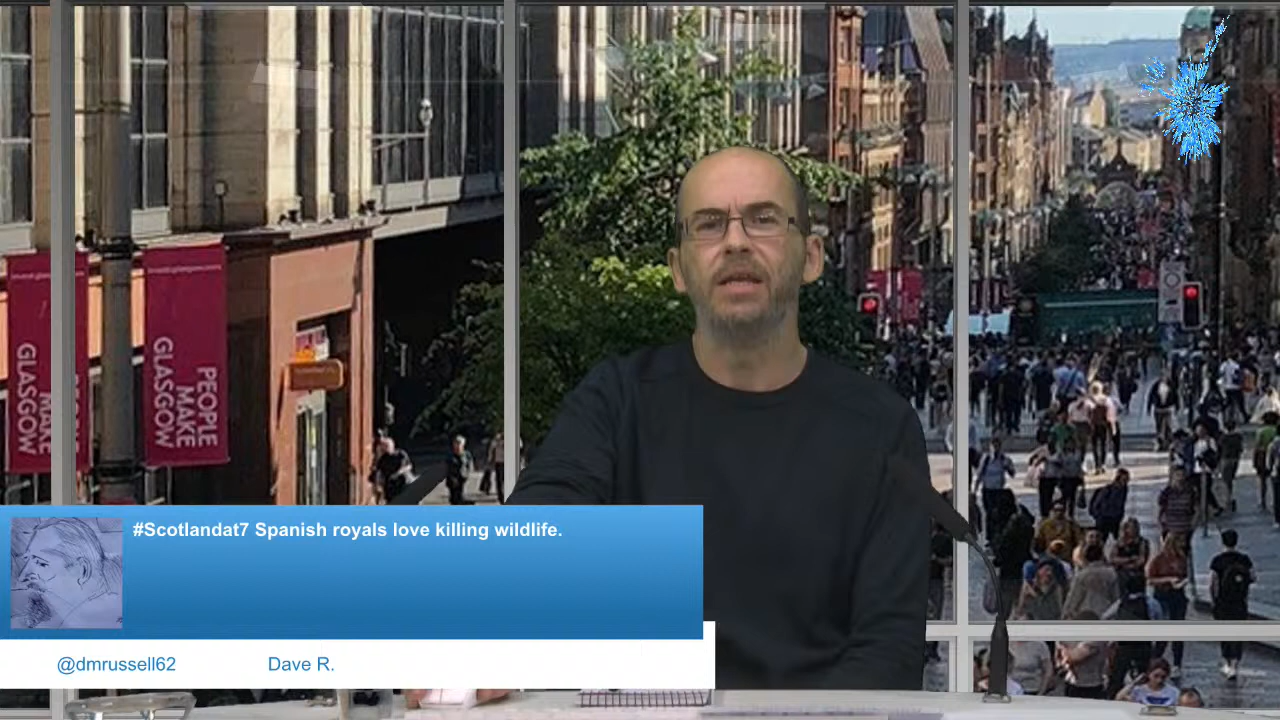 PEOPLE
MAKE
GLASGOW
MAKE
GLASGOW
#Scotlandat7 Spanish royals love killing wildlife.
@dmrussell62 Dave R.